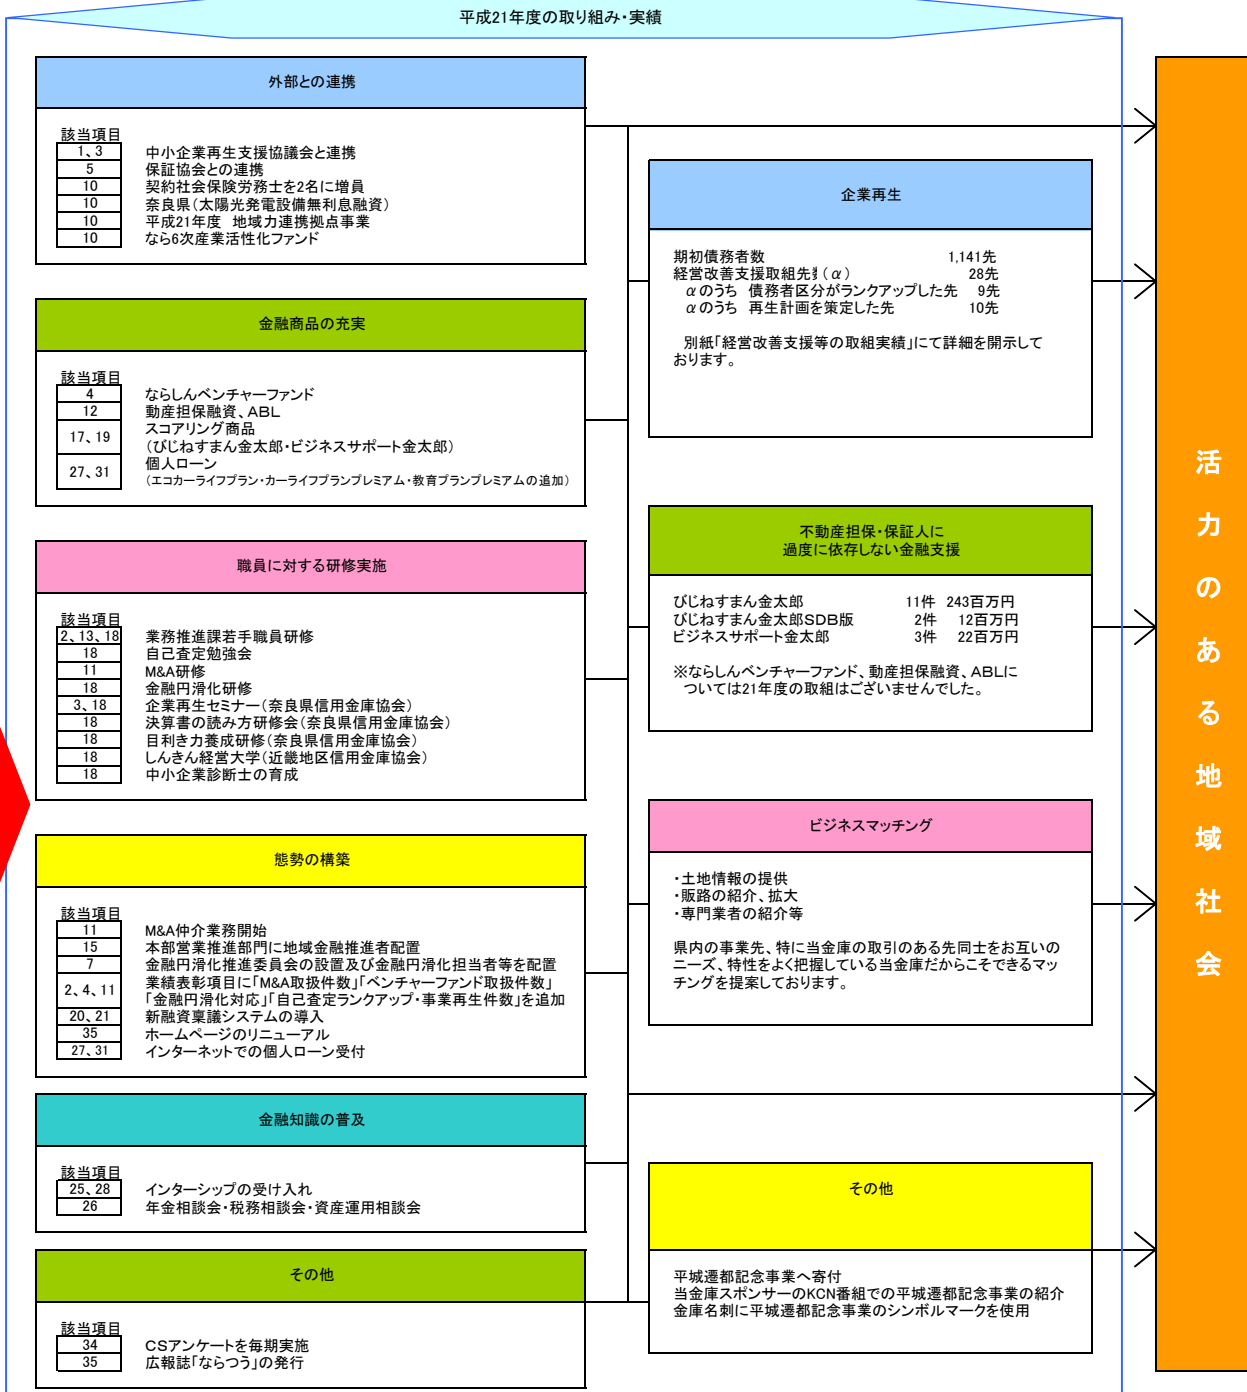 平成21年度の取り組み・実績
外部との連携
該当項目
1、3 中小企業再生支援協議会と連携
5 保証協会との連携
10 契約社会保険労務士を2名に増員
10 奈良県(太陽光発電設備無利息融資)
10 平成21年度 地域力連携拠点事業
10 なら6次産業活性化ファンド
金融商品の充実
該当項目
4 ならしんベンチャーファンド
12 動産担保融資、ABL
17、19 スコアリング商品
(びじねすまん金太郎・ビジネスサポート金太郎)
27、31 個人ローン
(エコカーライフプラン・カーライフプランプレミアム・教育プランプレミアムの追加)
職員に対する研修実施
該当項目
2、13、18 業務推進課若手職員研修
18 自己査定勉強会
11 M&A研修
18 金融円滑化研修
3、18 企業再生セミナー(奈良県信用金庫協会)
18 決算書の読み方研修会(奈良県信用金庫協会)
18 目利き力養成研修(奈良県信用金庫協会)
18 しんきん経営大学(近畿地区信用金庫協会)
18 中小企業診断士の育成
態勢の構築
該当項目
11 M&A仲介業務開始
15 本部営業推進部門に地域金融推進者配置
7 金融円滑化推進委員会の設置及び金融円滑化担当者等を配置
2、4、11 業績表彰項目に「M&A取扱件数」「ベンチャーファンド取扱件数」
「金融円滑化対応」「自己査定ランクアップ・事業再生件数」を追加
20、21 新融資稟議システムの導入
35 ホームページのリニューアル
27、31 インターネットでの個人ローン受付
金融知識の普及
該当項目
25、28 インターシップの受け入れ
26 年金相談会・税務相談会・資産運用相談会
その他
該当項目
34 CSアンケートを毎期実施
35 広報誌「ならつう」の発行
企業再生
期初債務者数 1,141先
経営改善支援取組先(α) 28先
αのうち 債務者区分がランクアップした先 9先
αのうち 再生計画を策定した先 10先
別紙「経営改善支援等の取組実績」にて詳細を開示して
おります。
不動産担保・保証人に
過度に依存しない金融支援
びじねすまん金太郎 11件 243百万円
びじねすまん金太郎SDB版 2件 12百万円
ビジネスサポート金太郎 3件 22百万円
※ならしんベンチャーファンド、動産担保融資、ABLに
ついては21年度の取組はございませんでした。
ビジネスマッチング
・土地情報の提供
・販路の紹介、拡大
・専門業者の紹介等
県内の事業先、特に当金庫の取引のある先同士をお互いの
ニーズ、特性をよく把握している当金庫だからこそできるマッ
チングを提案しております。
その他
平城遷都記念事業へ寄付
当金庫スポンサーのKCN番組での平城遷都記念事業の紹介
金庫名刺に平城遷都記念事業のシンボルマークを使用
活力のある地域社会